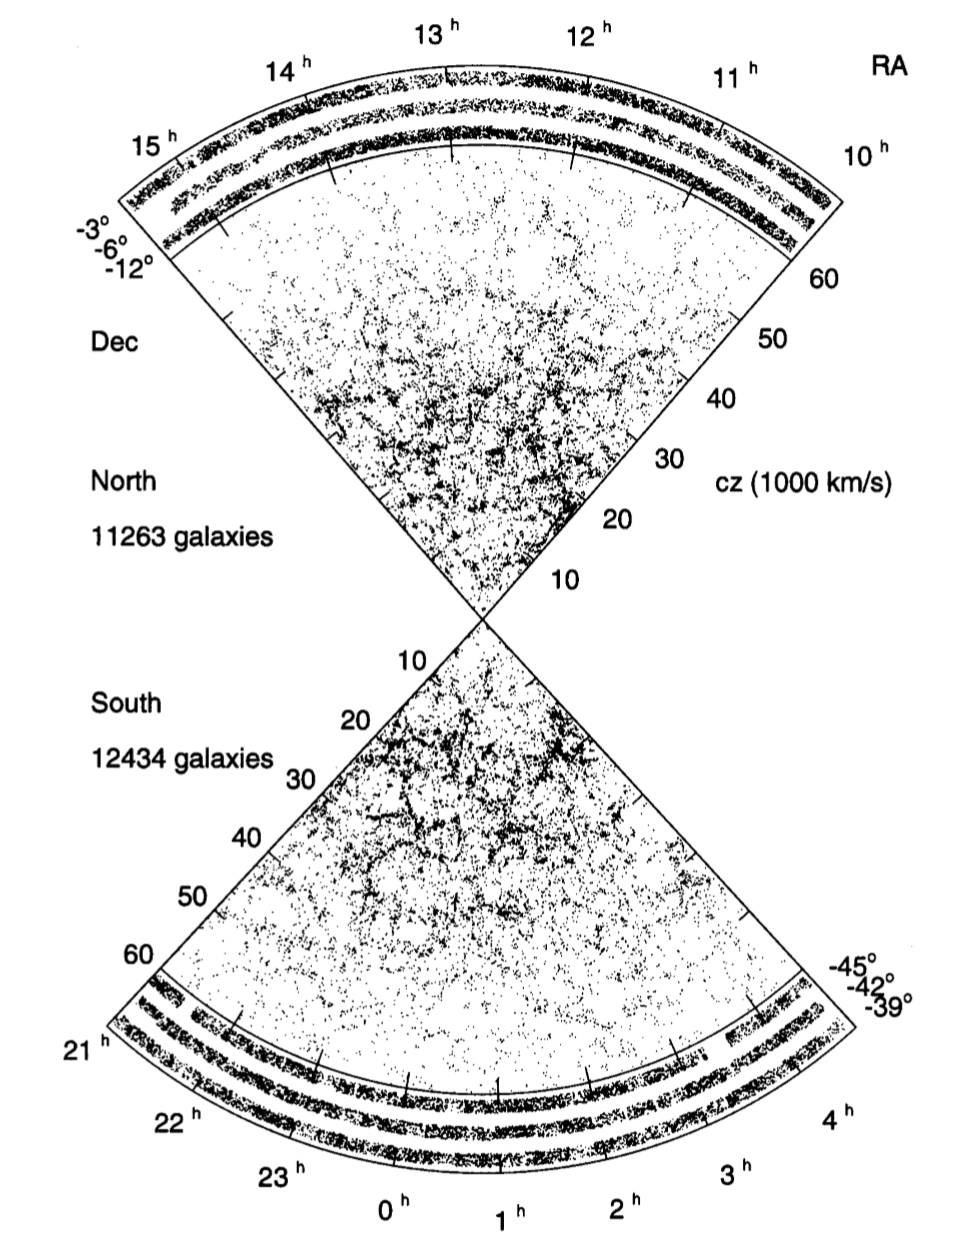 13 h
12 h
14 h
11 h
RA
15 h
10 h
-3°
-6°
-12°
60
Dec
50
40
North
30
cz (1000 km/s)
11263 galaxies
20
10
10
South
20
12434 galaxies
30
40
50
60
-45°
-42°
-39°
21 h
22 h
4 h
23 h
3 h
0 h
2 h
1 h